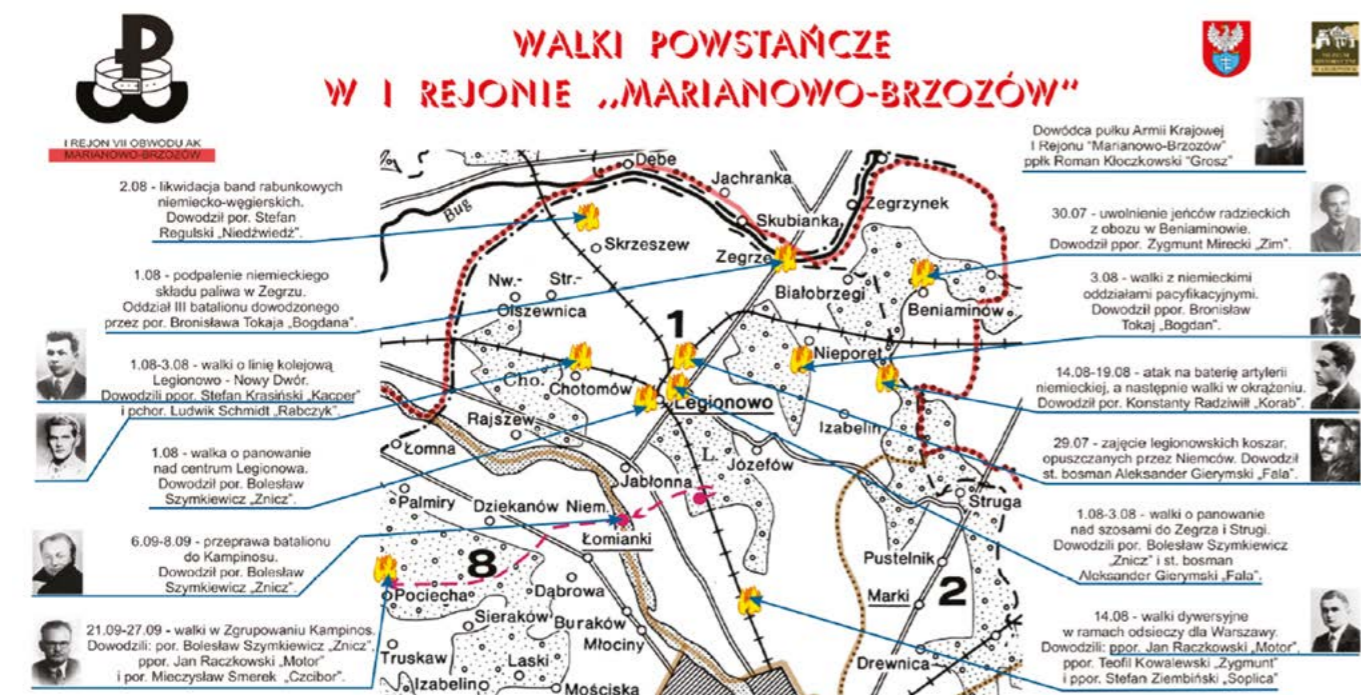 WALKI POWSTAŃCZE
W I REJONIE „MARIANOWO-BRZOZÓW"
I REJON VII OBWODU AK
MARIANOWO-BRZOZÓW
2.08 - likwidacja band rabunkowych
niemiecko-węgierskich.
Dowodził por. Stefan
Regulski „Niedźwiedź".
1.08 - podpalenie niemieckiego
składu paliwa w Zegrzu.
Oddział III batalionu dowodzonego
przez por. Bronisława Tokaja „Bogdana".
1.08-3.08 - walki o linię kolejową
Legionowo - Nowy Dwór.
Dowodzili ppor. Stefan Krasiński „Kacper"
i pchor. Ludwik Schmidt „Rabczyk".
1.08 - walka o panowanie
nad centrum Legionowa.
Dowodził por. Bolesław
Szymkiewicz „Znicz".
6.09-8.09 - przeprawa batalionu
do Kampinosu.
Dowodził por. Bolesław
Szymkiewicz „Znicz".
21.09-27.09 - walki w Zgrupowaniu Kampinos.
Dowodzili: por. Bolesław Szymkiewicz „Znicz",
ppor. Jan Raczkowski „Motor"
i por. Mieczysław Smerek „Czcibor".
Dębe
Jachranka
Bug
Skubianka
Zegrzynek
Skrzeszew
Zegrze
Nw.-
Str.-
Olszewnica
Białobrzegi
Beniaminów
1
Nieporęt
Cho.
Chotomów
Legionowo
Rajszew
Izabelin
Łomna
L.
Józefów
Jabłonna
Palmiry
Dziekanów Niem.
Struga
Łomianki
Pustelnik
8
Pociecha
Dąbrowa
Marki
2
Sieraków
Buraków
Młociny
Truskaw
Laski
Drewnica
Izabelin
Mościska
Dowódca pułku Armii Krajowej
I Rejonu "Marianowo-Brzozów"
ppłk Roman Kłoczkowski "Grosz"
30.07 - uwolnienie jeńców radzieckich
z obozu w Beniaminowie.
Dowodził ppor. Zygmunt Mirecki „Zim".
3.08 - walki z niemieckimi
oddziałami pacyfikacyjnymi.
Dowodził ppor. Bronisław
Tokaj „Bogdan".
14.08-19.08 - atak na baterię artylerii
niemieckiej, a następnie walki w okrążeniu.
Dowodził por. Konstanty Radziwiłł „Korab".
29.07 - zajęcie legionowskich koszar,
opuszczanych przez Niemców. Dowodził
st. bosman Aleksander Gierymski „Fala".
1.08-3.08 - walki o panowanie
nad szosami do Zegrza i Strugi.
Dowodzili por. Bolesław Szymkiewicz
„Znicz" i st. bosman
Aleksander Gierymski „Fala".
14.08 - walki dywersyjne
w ramach odsieczy dla Warszawy.
Dowodzili: ppor. Jan Raczkowski „Motor",
ppor. Teofil Kowalewski „Zygmunt"
i ppor. Stefan Ziembiński „Soplica"